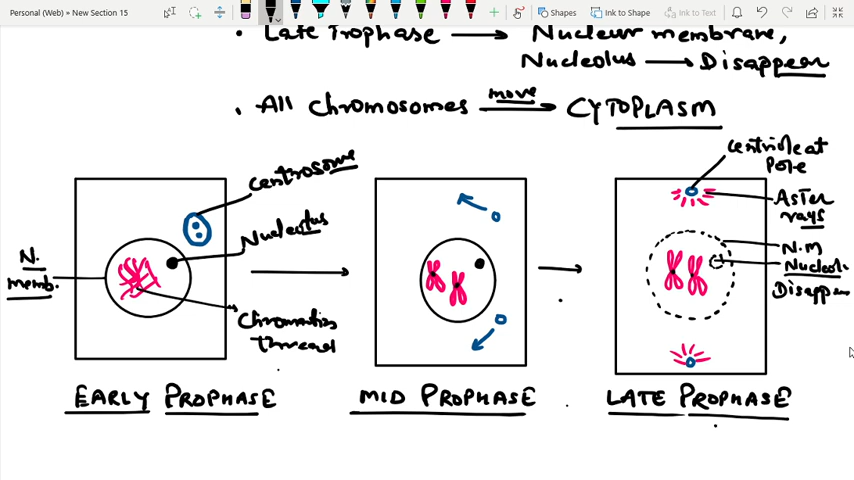 Personal (Web) » New Section 15
Shapes
Ink to Shape
Ink to Text
• Late Prophase → Nuclear membrane,
Nucleolus → Disappear
• All chromosomes move → CYTOPLASM
Centrosome
Nucleolus
N.
memb.
Chromatin
thread
EARLY PROPHASE
MID PROPHASE
Centriole at
Pole
Aster
rays
N.M
Nucleoli
Disappear
LATE PROPHASE